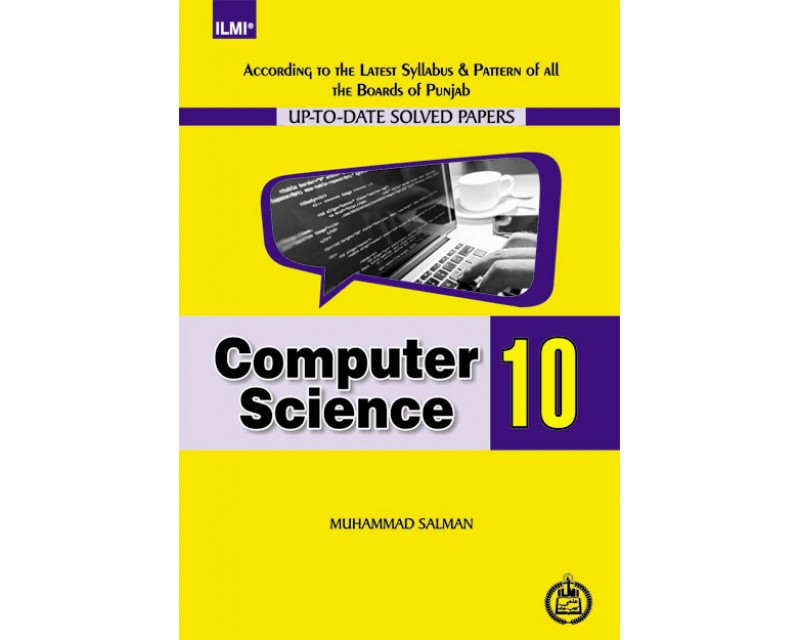 ILMI®
According to the Latest Syllabus & Pattern of all
the Boards of Punjab
UP-TO-DATE SOLVED PAPERS
Computer
Science
10
MUHAMMAD SALMAN
ILMI